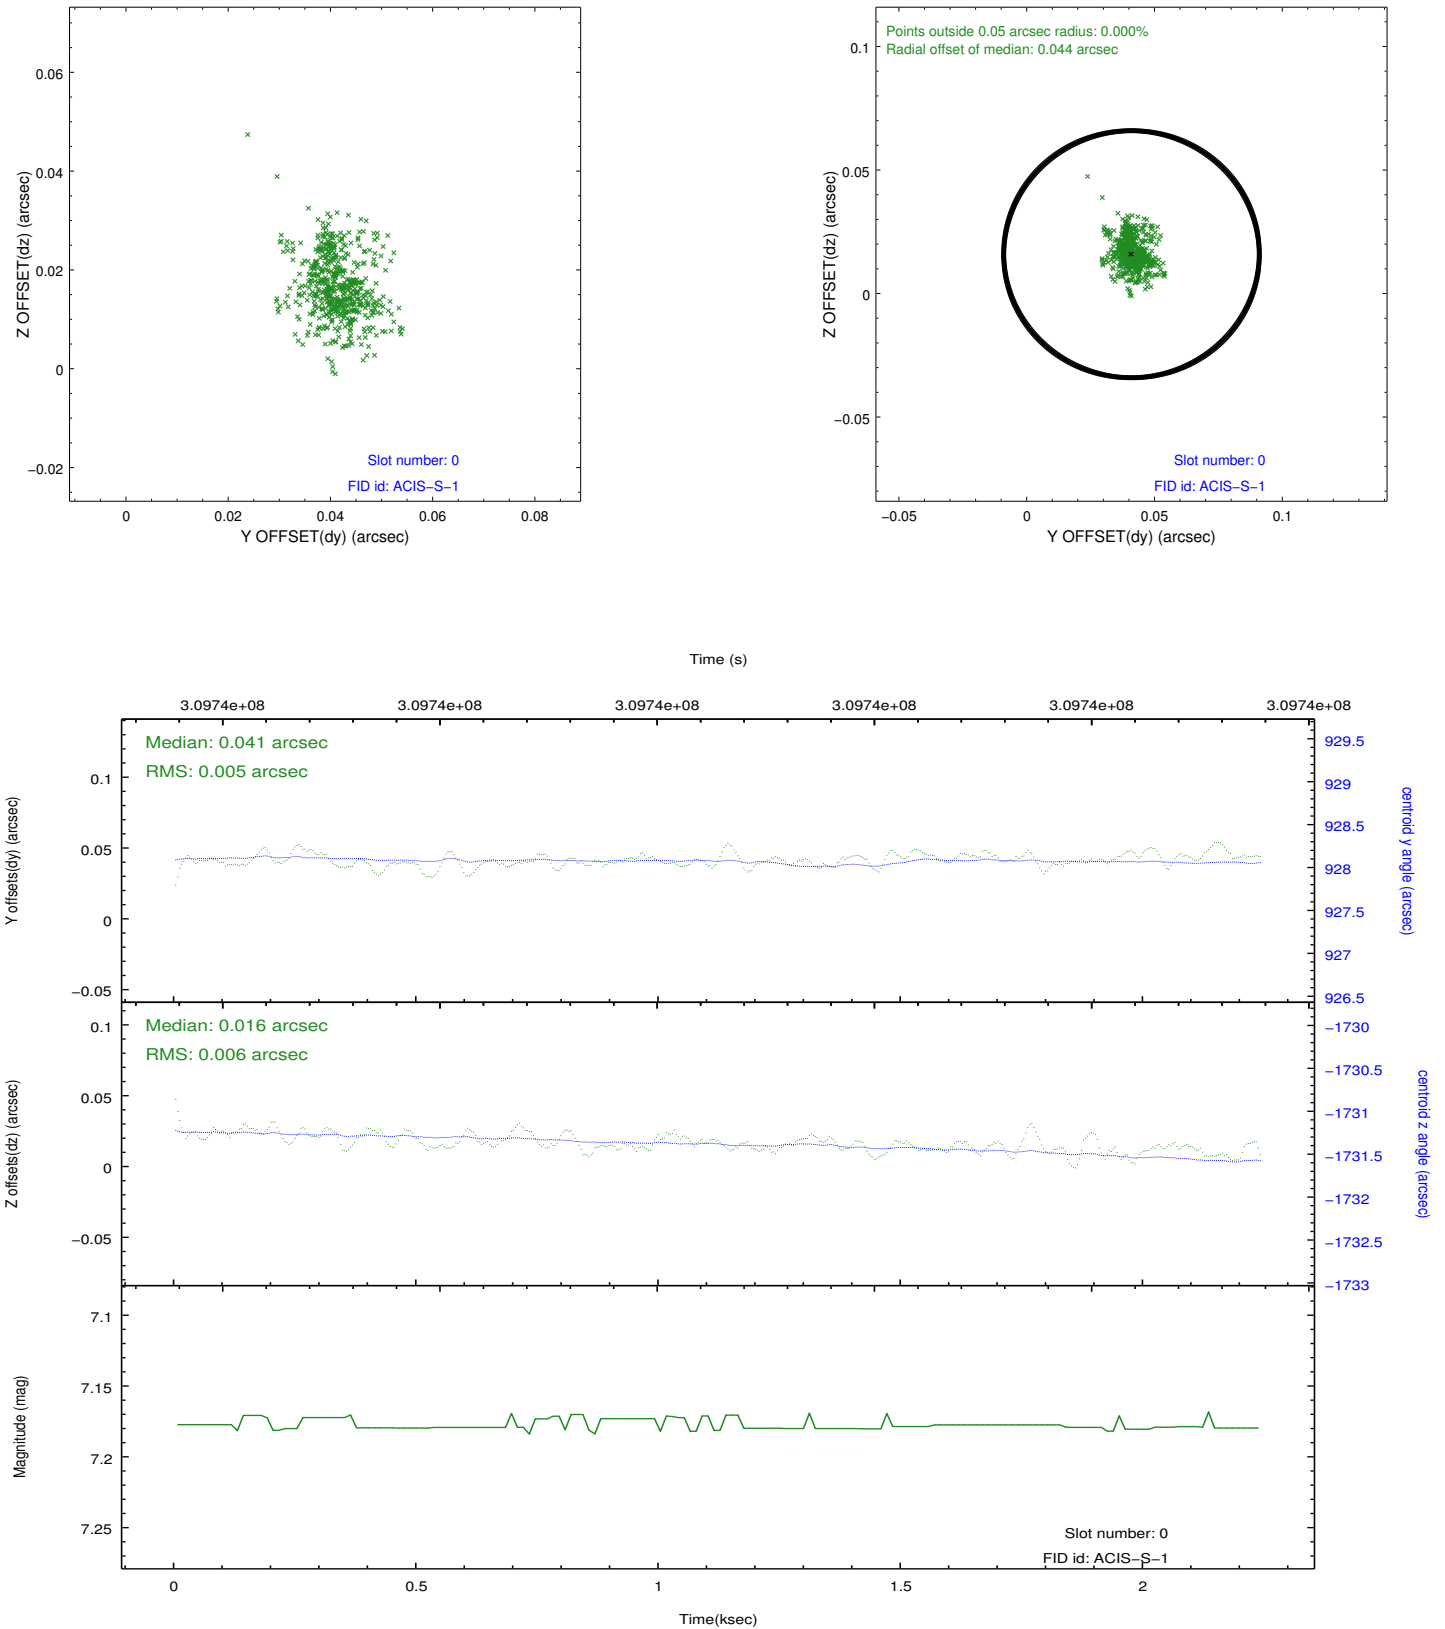 0.06
0.04
0.02
0
−0.02
Z OFFSET(dz) (arcsec)
Slot number: 0
FID id: ACIS−S−1
0 0.02 0.04 0.06 0.08
Y OFFSET(dy) (arcsec)
Points outside 0.05 arcsec radius: 0.000%
Radial offset of median: 0.044 arcsec
0.1
0.05
0
−0.05
Z OFFSET(dz) (arcsec)
Slot number: 0
FID id: ACIS−S−1
−0.05 0 0.05 0.1
Y OFFSET(dy) (arcsec)
Time (s)
3.0974e+08 3.0974e+08 3.0974e+08 3.0974e+08 3.0974e+08 3.0974e+08
Median: 0.041 arcsec
RMS: 0.005 arcsec
0.1
0.05
0
−0.05
Y offsets(dy) (arcsec)
929.5
929
928.5
928
927.5
927
926.5
centroid y angle (arcsec)
Median: 0.016 arcsec
RMS: 0.006 arcsec
0.1
0.05
0
−0.05
Z offsets(dz) (arcsec)
−1730
−1730.5
−1731
−1731.5
−1732
−1732.5
−1733
centroid z angle (arcsec)
7.1
7.15
7.2
7.25
Magnitude (mag)
Slot number: 0
FID id: ACIS−S−1
0 0.5 1 1.5 2
Time(ksec)